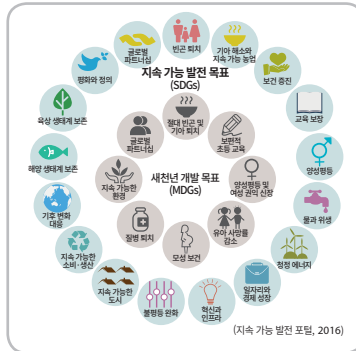 빈곤 퇴치
기아 해소와
지속 가능 농업
보건 증진
교육 보장
양성평등
물과 위생
청정 에너지
일자리와
경제 성장
혁신과
인프라
불평등 완화
지속 가능한
도시
지속 가능한
소비·생산
기후 변화
대응
해양 생태계 보존
육상 생태계 보존
평화와 정의
글로벌
파트너십
지속 가능 발전 목표
(SDGs)
절대 빈곤 및
기아 퇴치
보편적
초등 교육
양성평등 및
여성 권익 신장
유아 사망률
감소
모성 보건
질병 퇴치
지속 가능한
환경
글로벌
파트너십
새천년 개발 목표
(MDGs)
(지속 가능 발전 포털, 2016)